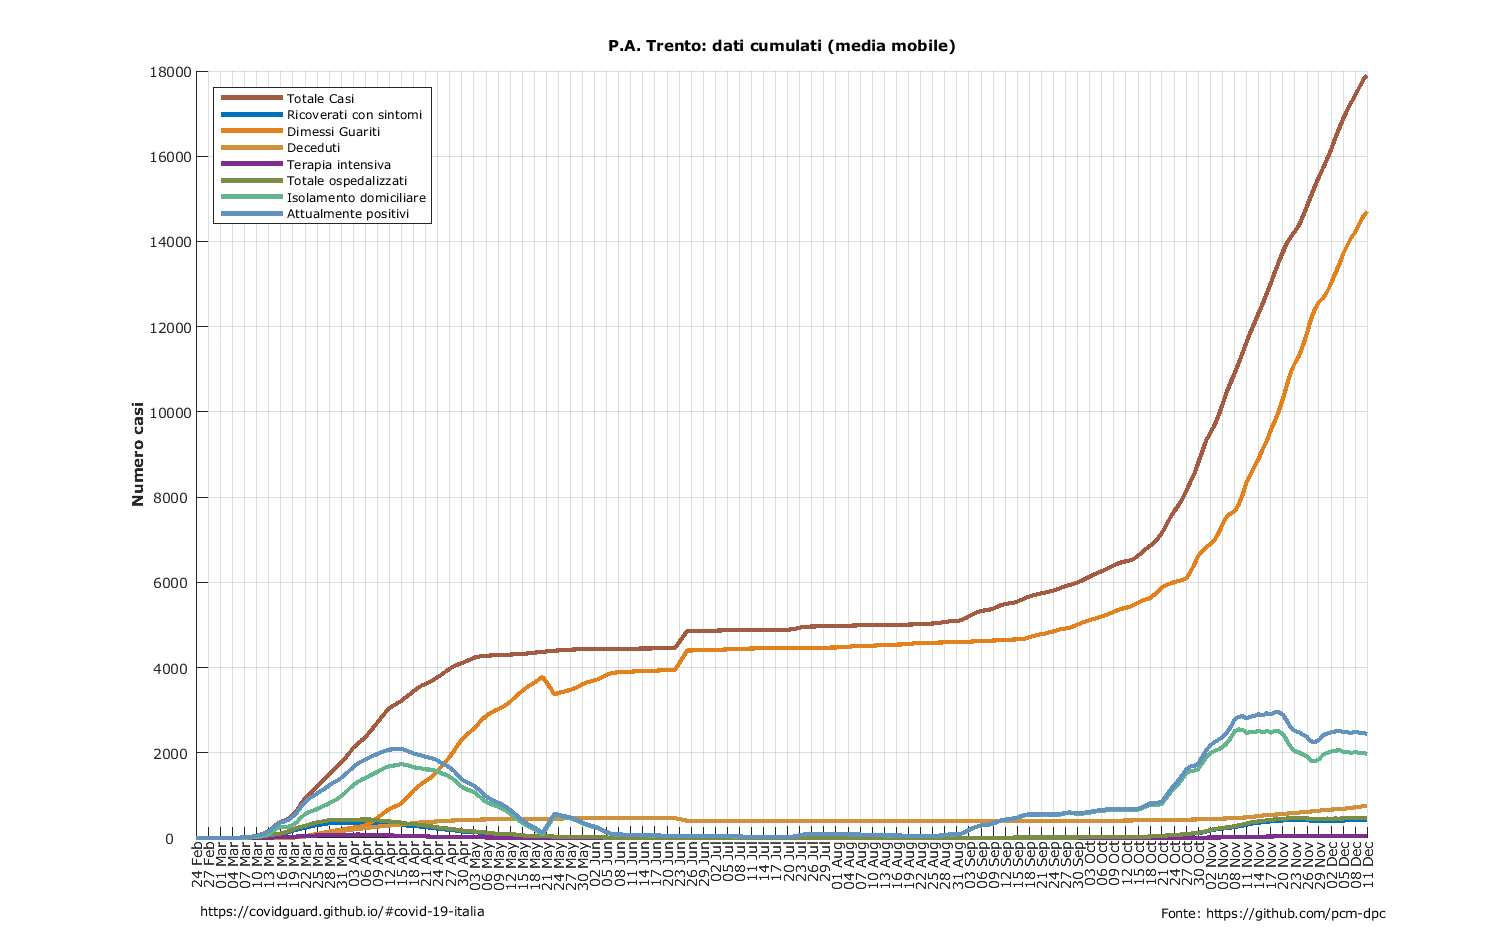 P.A. Trento: dati cumulati (media mobile)
Numero casi
18000
16000
14000
12000
10000
8000
6000
4000
2000
0
Totale Casi
Ricoverati con sintomi
Dimessi Guariti
Deceduti
Terapia intensiva
Totale ospedalizzati
Isolamento domiciliare
Attualmente positivi
24 Feb
27 Feb
01 Mar
04 Mar
07 Mar
10 Mar
13 Mar
16 Mar
19 Mar
22 Mar
25 Mar
28 Mar
31 Mar
03 Apr
06 Apr
09 Apr
12 Apr
15 Apr
18 Apr
21 Apr
24 Apr
27 Apr
30 Apr
03 May
06 May
09 May
12 May
15 May
18 May
21 May
24 May
27 May
30 May
02 Jun
05 Jun
08 Jun
11 Jun
14 Jun
17 Jun
20 Jun
23 Jun
26 Jun
29 Jun
02 Jul
05 Jul
08 Jul
11 Jul
14 Jul
17 Jul
20 Jul
23 Jul
26 Jul
29 Jul
01 Aug
04 Aug
07 Aug
10 Aug
13 Aug
16 Aug
19 Aug
22 Aug
25 Aug
28 Aug
31 Aug
03 Sep
06 Sep
09 Sep
12 Sep
15 Sep
18 Sep
21 Sep
24 Sep
27 Sep
30 Sep
03 Oct
06 Oct
09 Oct
12 Oct
15 Oct
18 Oct
21 Oct
24 Oct
27 Oct
30 Oct
02 Nov
05 Nov
08 Nov
11 Nov
14 Nov
17 Nov
20 Nov
23 Nov
26 Nov
29 Nov
02 Dec
05 Dec
08 Dec
11 Dec
https://covidguard.github.io/#covid-19-italia
Fonte: https://github.com/pcm-dpc